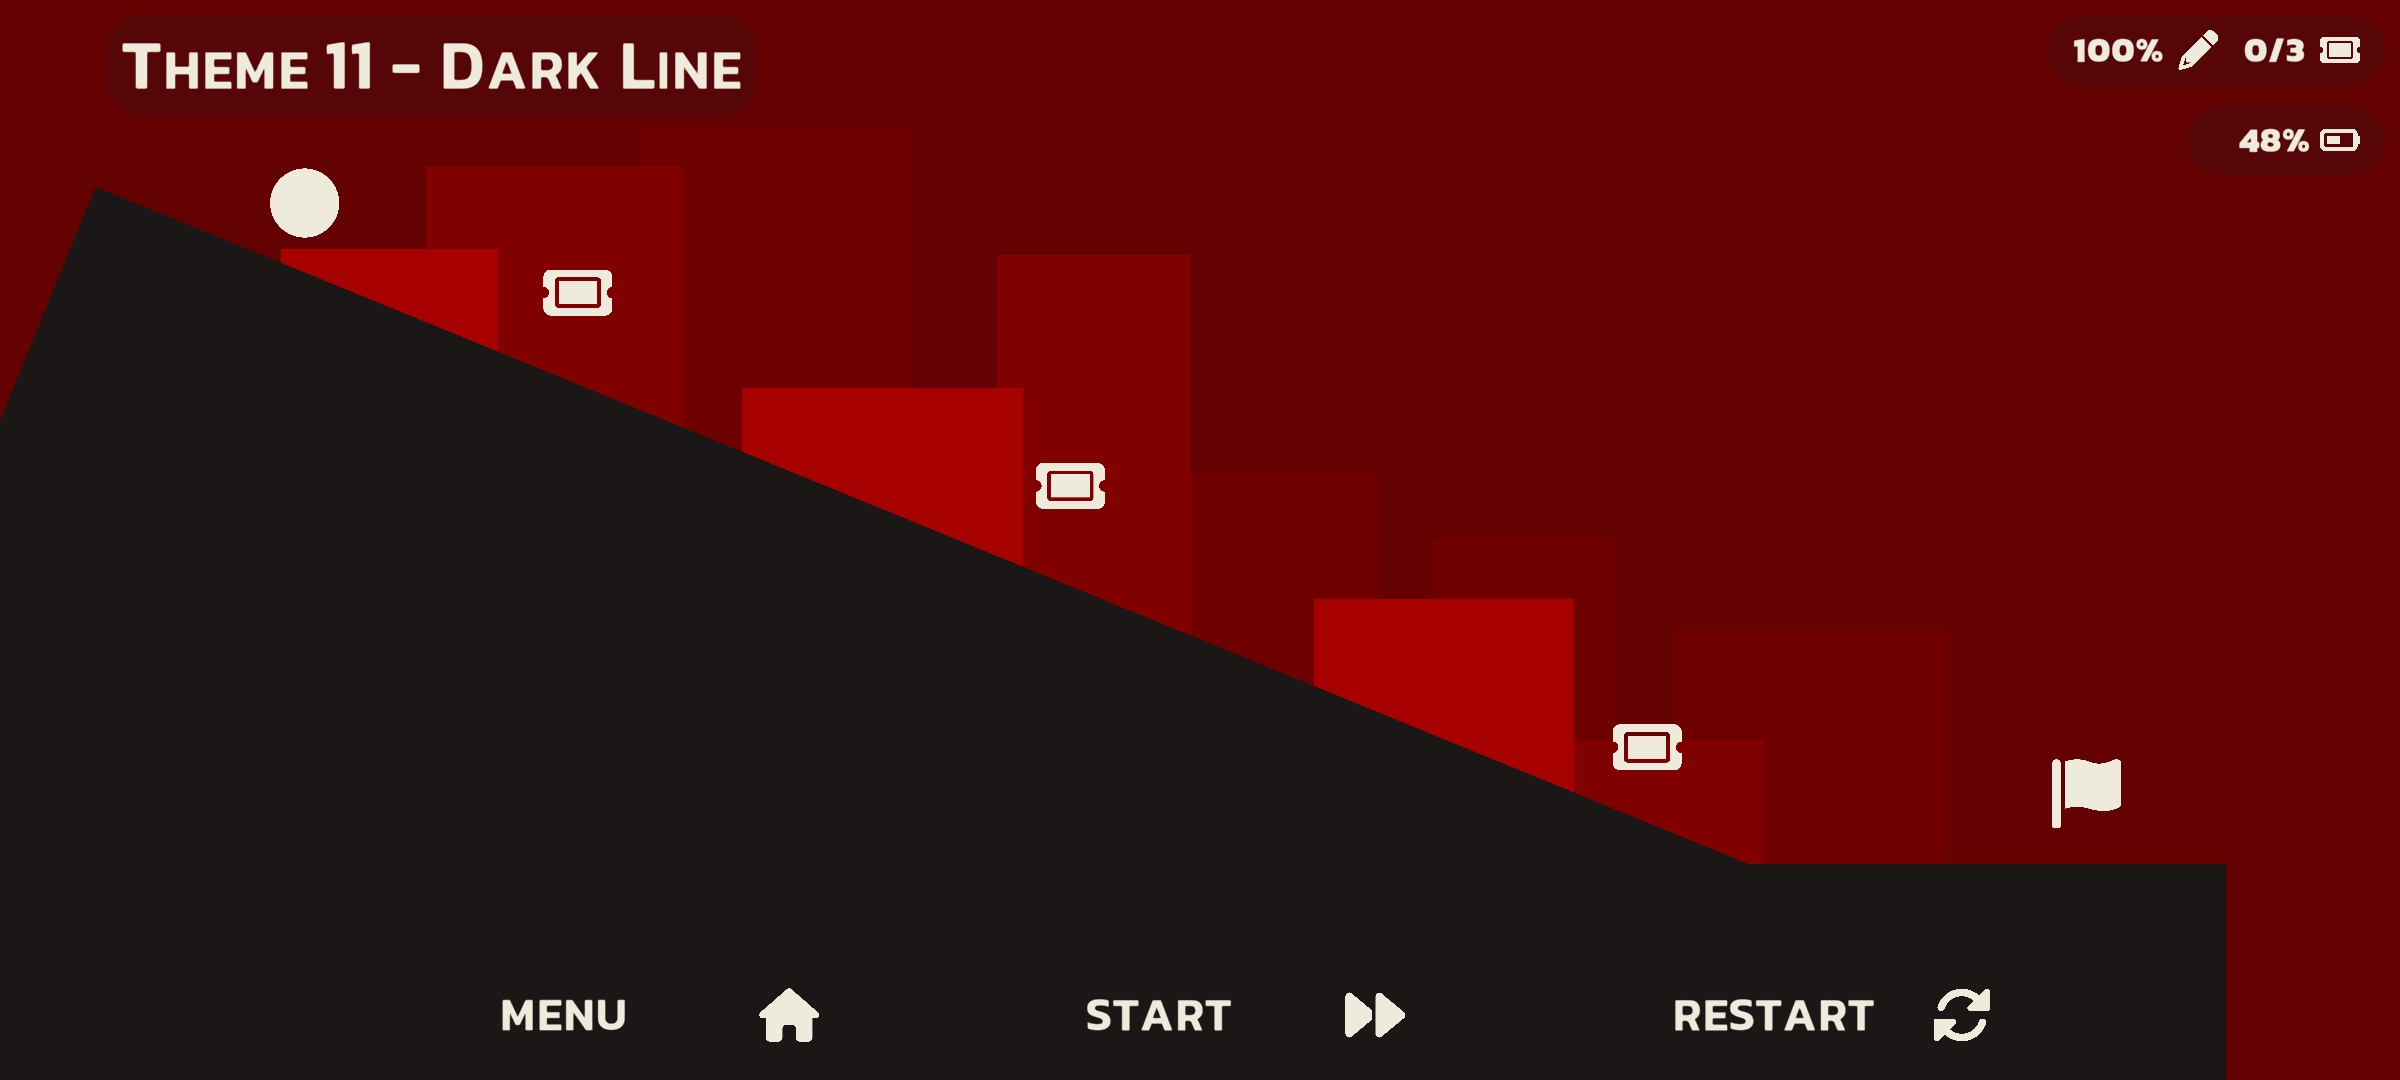 THEME 11 - DARK LINE
100% 0/3
48%
MENU START RESTART